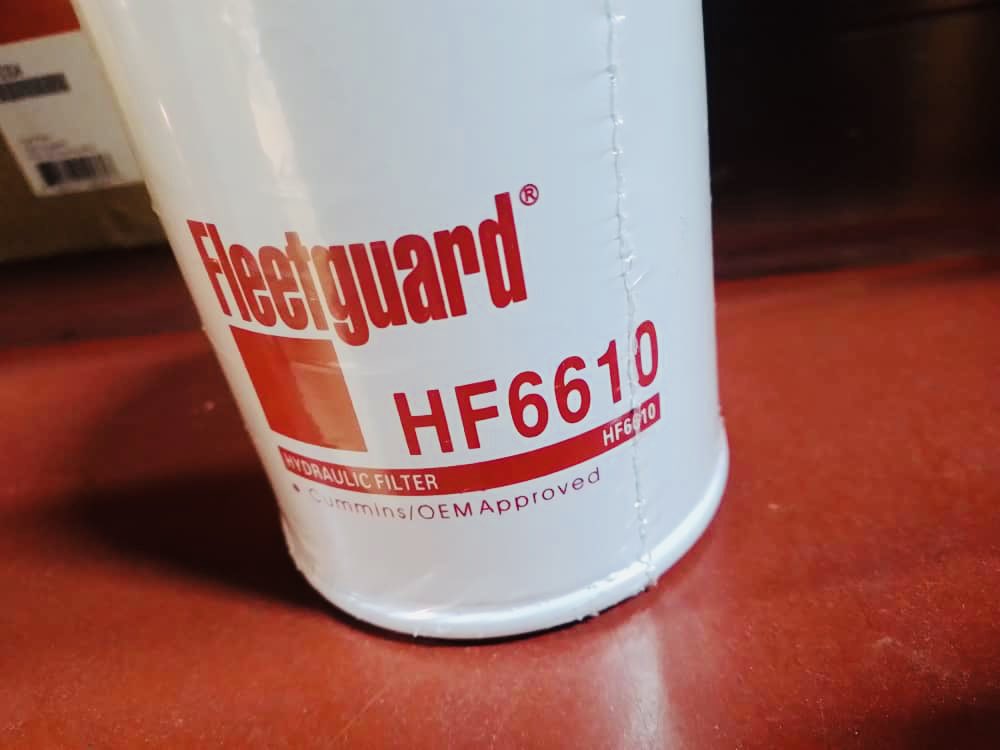 Fleetguard®
HF6610
HYDRAULIC FILTER HF6610
• Cummins/OEM Approved